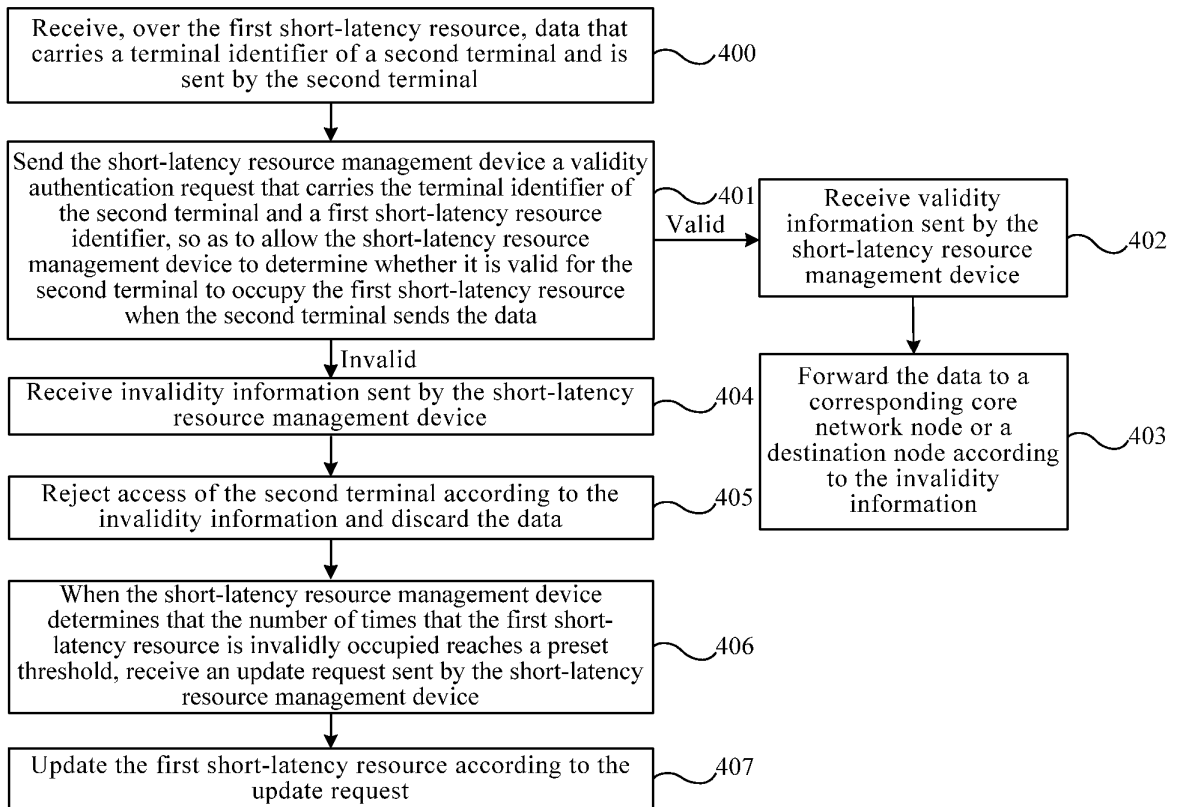 Receive, over the first short-latency resource, data that
carries a terminal identifier of a second terminal and is
sent by the second terminal
400
Send the short-latency resource management device a validity
authentication request that carries the terminal identifier of
the second terminal and a first short-latency resource
identifier, so as to allow the short-latency resource
management device to determine whether it is valid for the
second terminal to occupy the first short-latency resource
when the second terminal sends the data
401
Valid
Receive validity
information sent by the
short-latency resource
management device
402
Forward the data to a
corresponding core
network node or a
destination node according
to the invalidity
information
403
Invalid
Receive invalidity information sent by the short-latency
resource management device
404
Reject access of the second terminal according to the
invalidity information and discard the data
405
When the short-latency resource management device
determines that the number of times that the first short-
latency resource is invalidly occupied reaches a preset
threshold, receive an update request sent by the short-latency
resource management device
406
Update the first short-latency resource according to the
update request
407